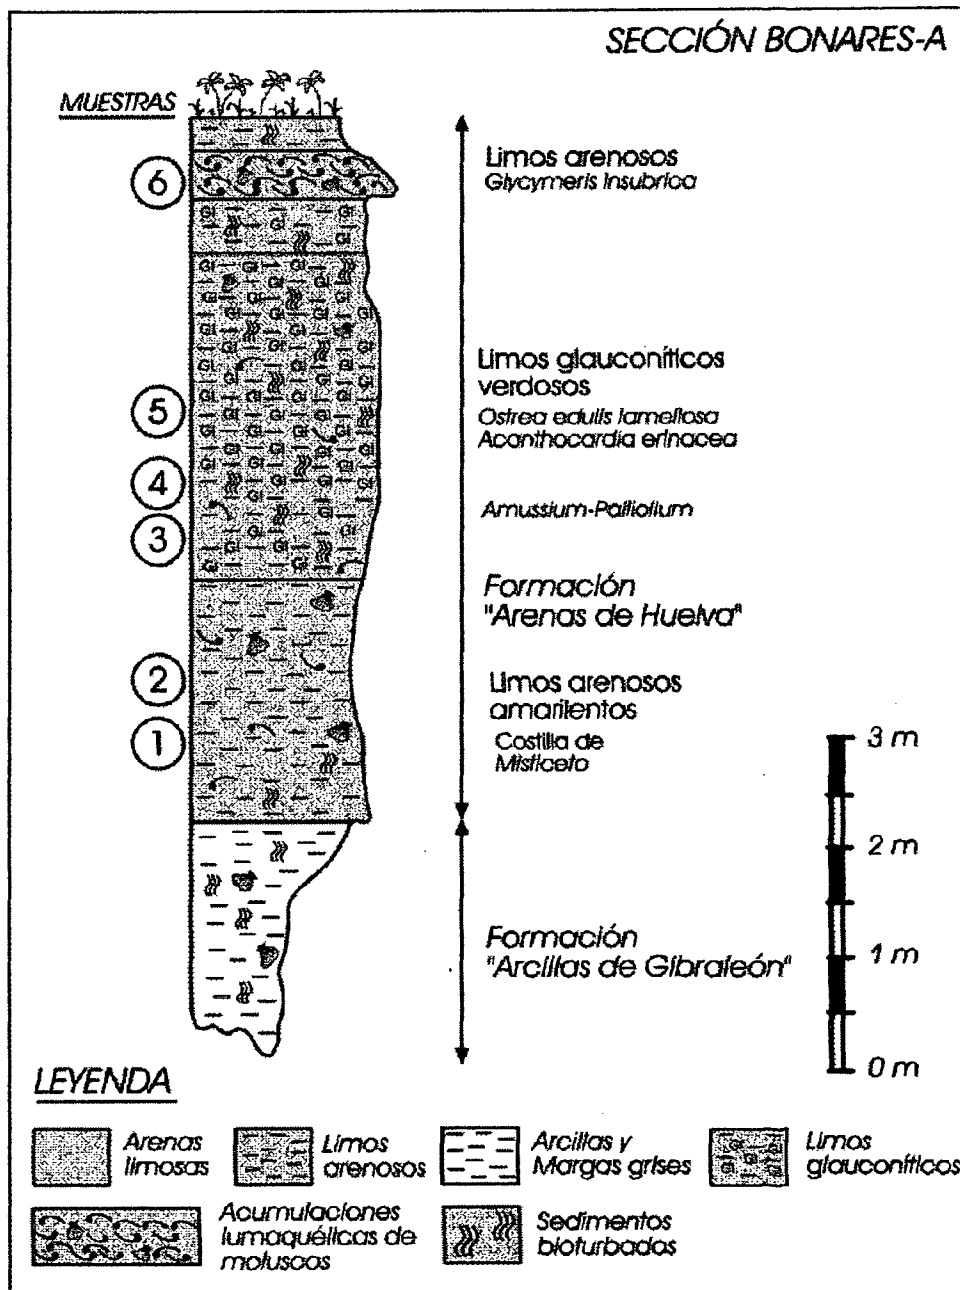 SECCIÓN BONARES-A
MUESTRAS
6
5
4
3
2
1
Limos arenosos
Glycymeris insubrica
Limos glauconíticos
verdosos
Ostrea edulis lamellosa
Acanthocardia erinacea
Amussium-Palliolum
Formación
"Arenas de Huelva"
Limos arenosos
amarillentos
Costilla de
Misticeto
Formación
"Arcillas de Gibraleón"
3 m
2 m
1 m
0 m
LEYENDA
Arenas
limosas
Limos
arenosos
Arcillas y
Margas grises
Limos
glauconíticos
Acumulaciones
lumaquélicas de
moluscos
Sedimentos
bioturbados